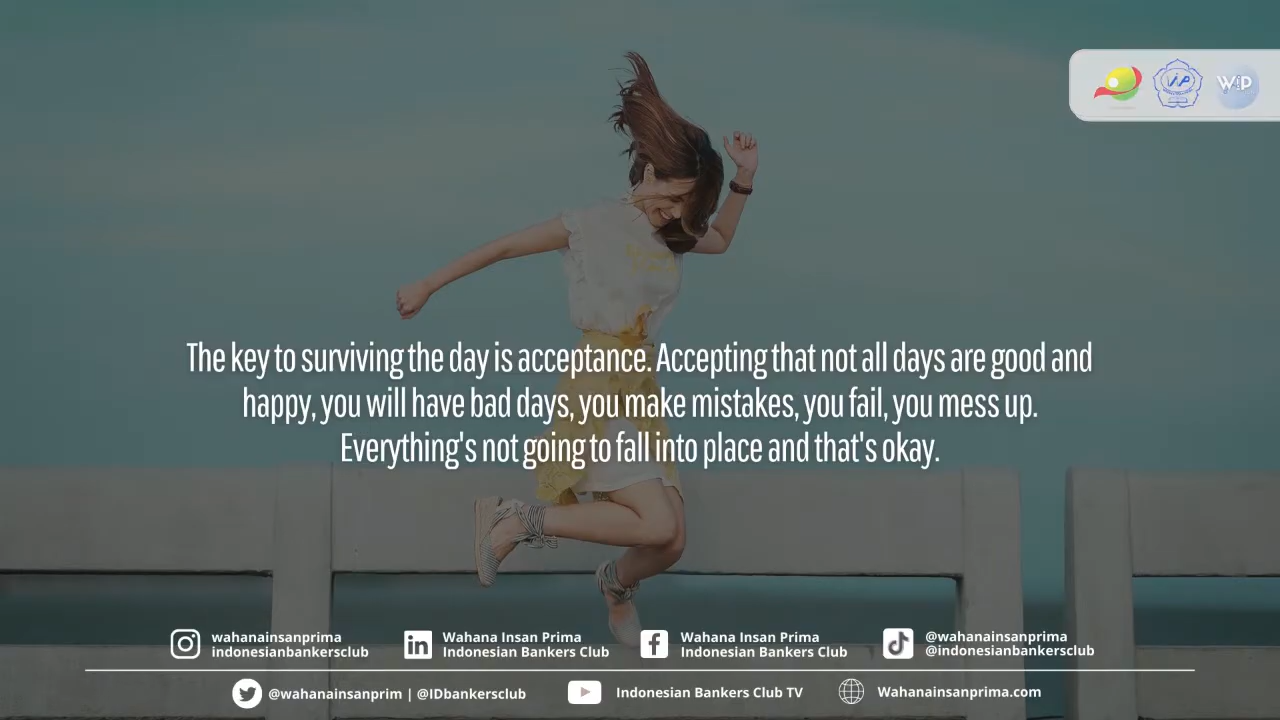 WIP
The key to surviving the day is acceptance. Accepting that not all days are good and
happy, you will have bad days, you make mistakes, you fail, you mess up.
Everything's not going to fall into place and that's okay.
wahanainsanprima
indonesianbankersclub
Wahana Insan Prima
Indonesian Bankers Club
Wahana Insan Prima
Indonesian Bankers Club
@wahanainsanprima
@indonesianbankersclub
@wahanainsanprim | @IDbankersclub
Indonesian Bankers Club TV
Wahanainsanprima.com